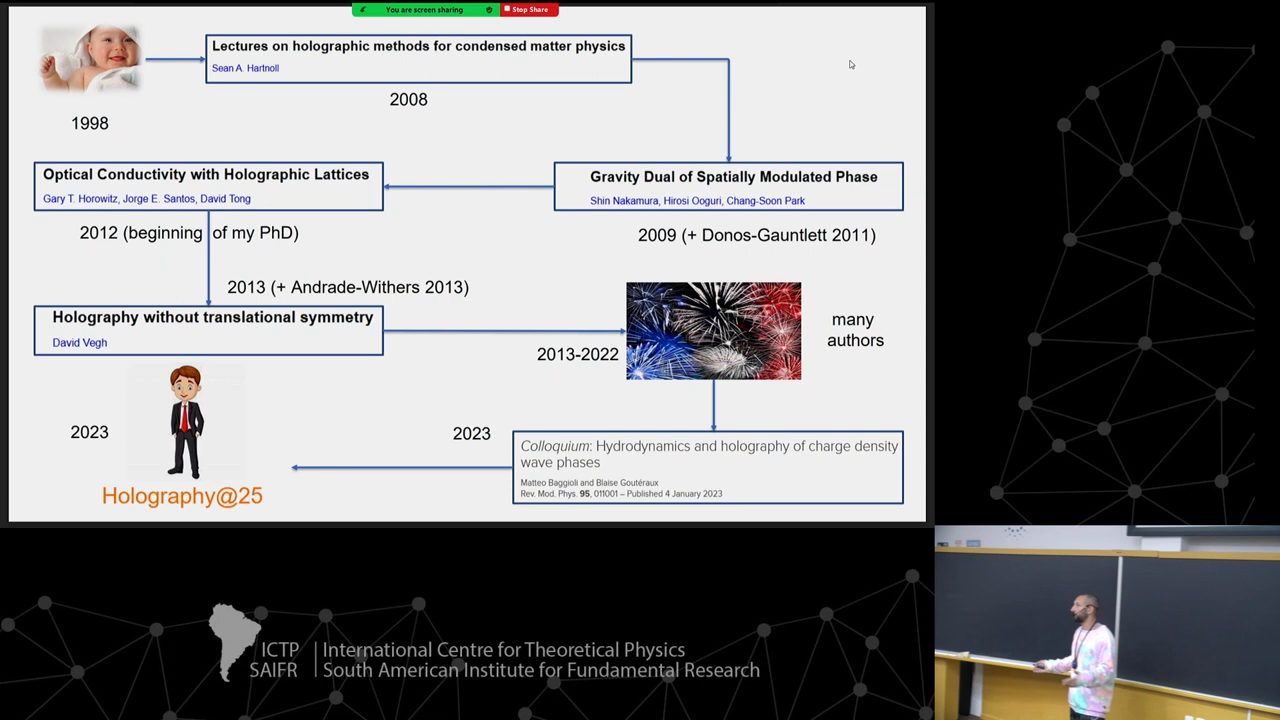 You are screen sharing
Stop Share
Lectures on holographic methods for condensed matter physics
Sean A. Hartnoll
2008
1998
Optical Conductivity with Holographic Lattices
Gary T. Horowitz, Jorge E. Santos, David Tong
Gravity Dual of Spatially Modulated Phase
Shin Nakamura, Hirosi Ooguri, Chang-Soon Park
2012 (beginning of my PhD)
2009 (+ Donos-Gauntlett 2011)
2013 (+ Andrade-Withers 2013)
Holography without translational symmetry
David Vegh
many
authors
2013-2022
2023
2023
Colloquium: Hydrodynamics and holography of charge density
wave phases
Matteo Baggioli and Blaise Goutéraux
Rev. Mod. Phys. 95, 011001 – Published 4 January 2023
Holography@25
ICTP
SAIFR
International Centre for Theoretical Physics
South American Institute for Fundamental Research